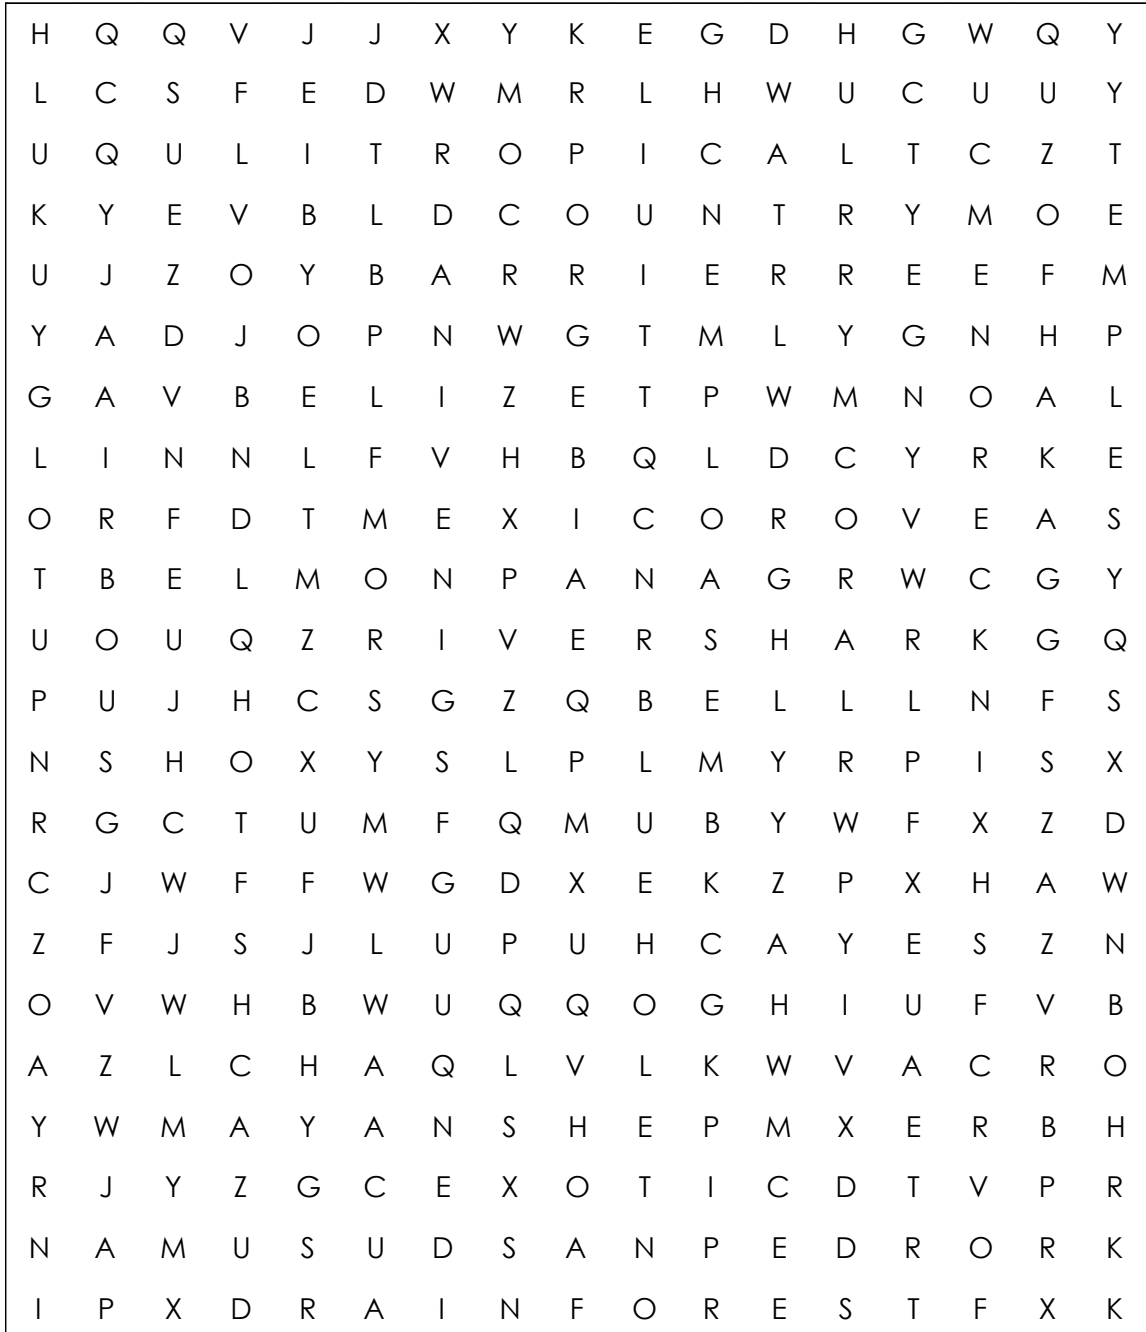 H Q Q V J J X Y K E G D H G W Q Y
L C S F E D W M R L H W U C U U Y
U Q U L I T R O P I C A L T C Z T
K Y E V B L D C O U N T R Y M O E
U J Z O Y B A R R I E R R E E F M
Y A D J O P N W G T M L Y G N H P
G A V B E L I Z E T P W M N O A L
L I N N L F V H B Q L D C Y R K E
O R F D T M E X I C O R O V E A S
T B E L M O N P A N A G R W C G Y
U O U Q Z R I V E R S H A R K G Q
P U J H C S G Z Q B E L L L N F S
N S H O X Y S L P L M Y R P I S X
R G C T U M F Q M U B Y W F X Z D
C J W F F W G D X E K Z P X H A W
Z F J S J L U P U H C A Y E S Z N
O V W H B W U Q Q O G H I U F V B
A Z L C H A Q L V L K W V A C R O
Y W M A Y A N S H E P M X E R B H
R J Y Z G C E X O T I C D T V P R
N A M U S U D S A N P E D R O R K
I P X D R A I N F O R E S T F X K